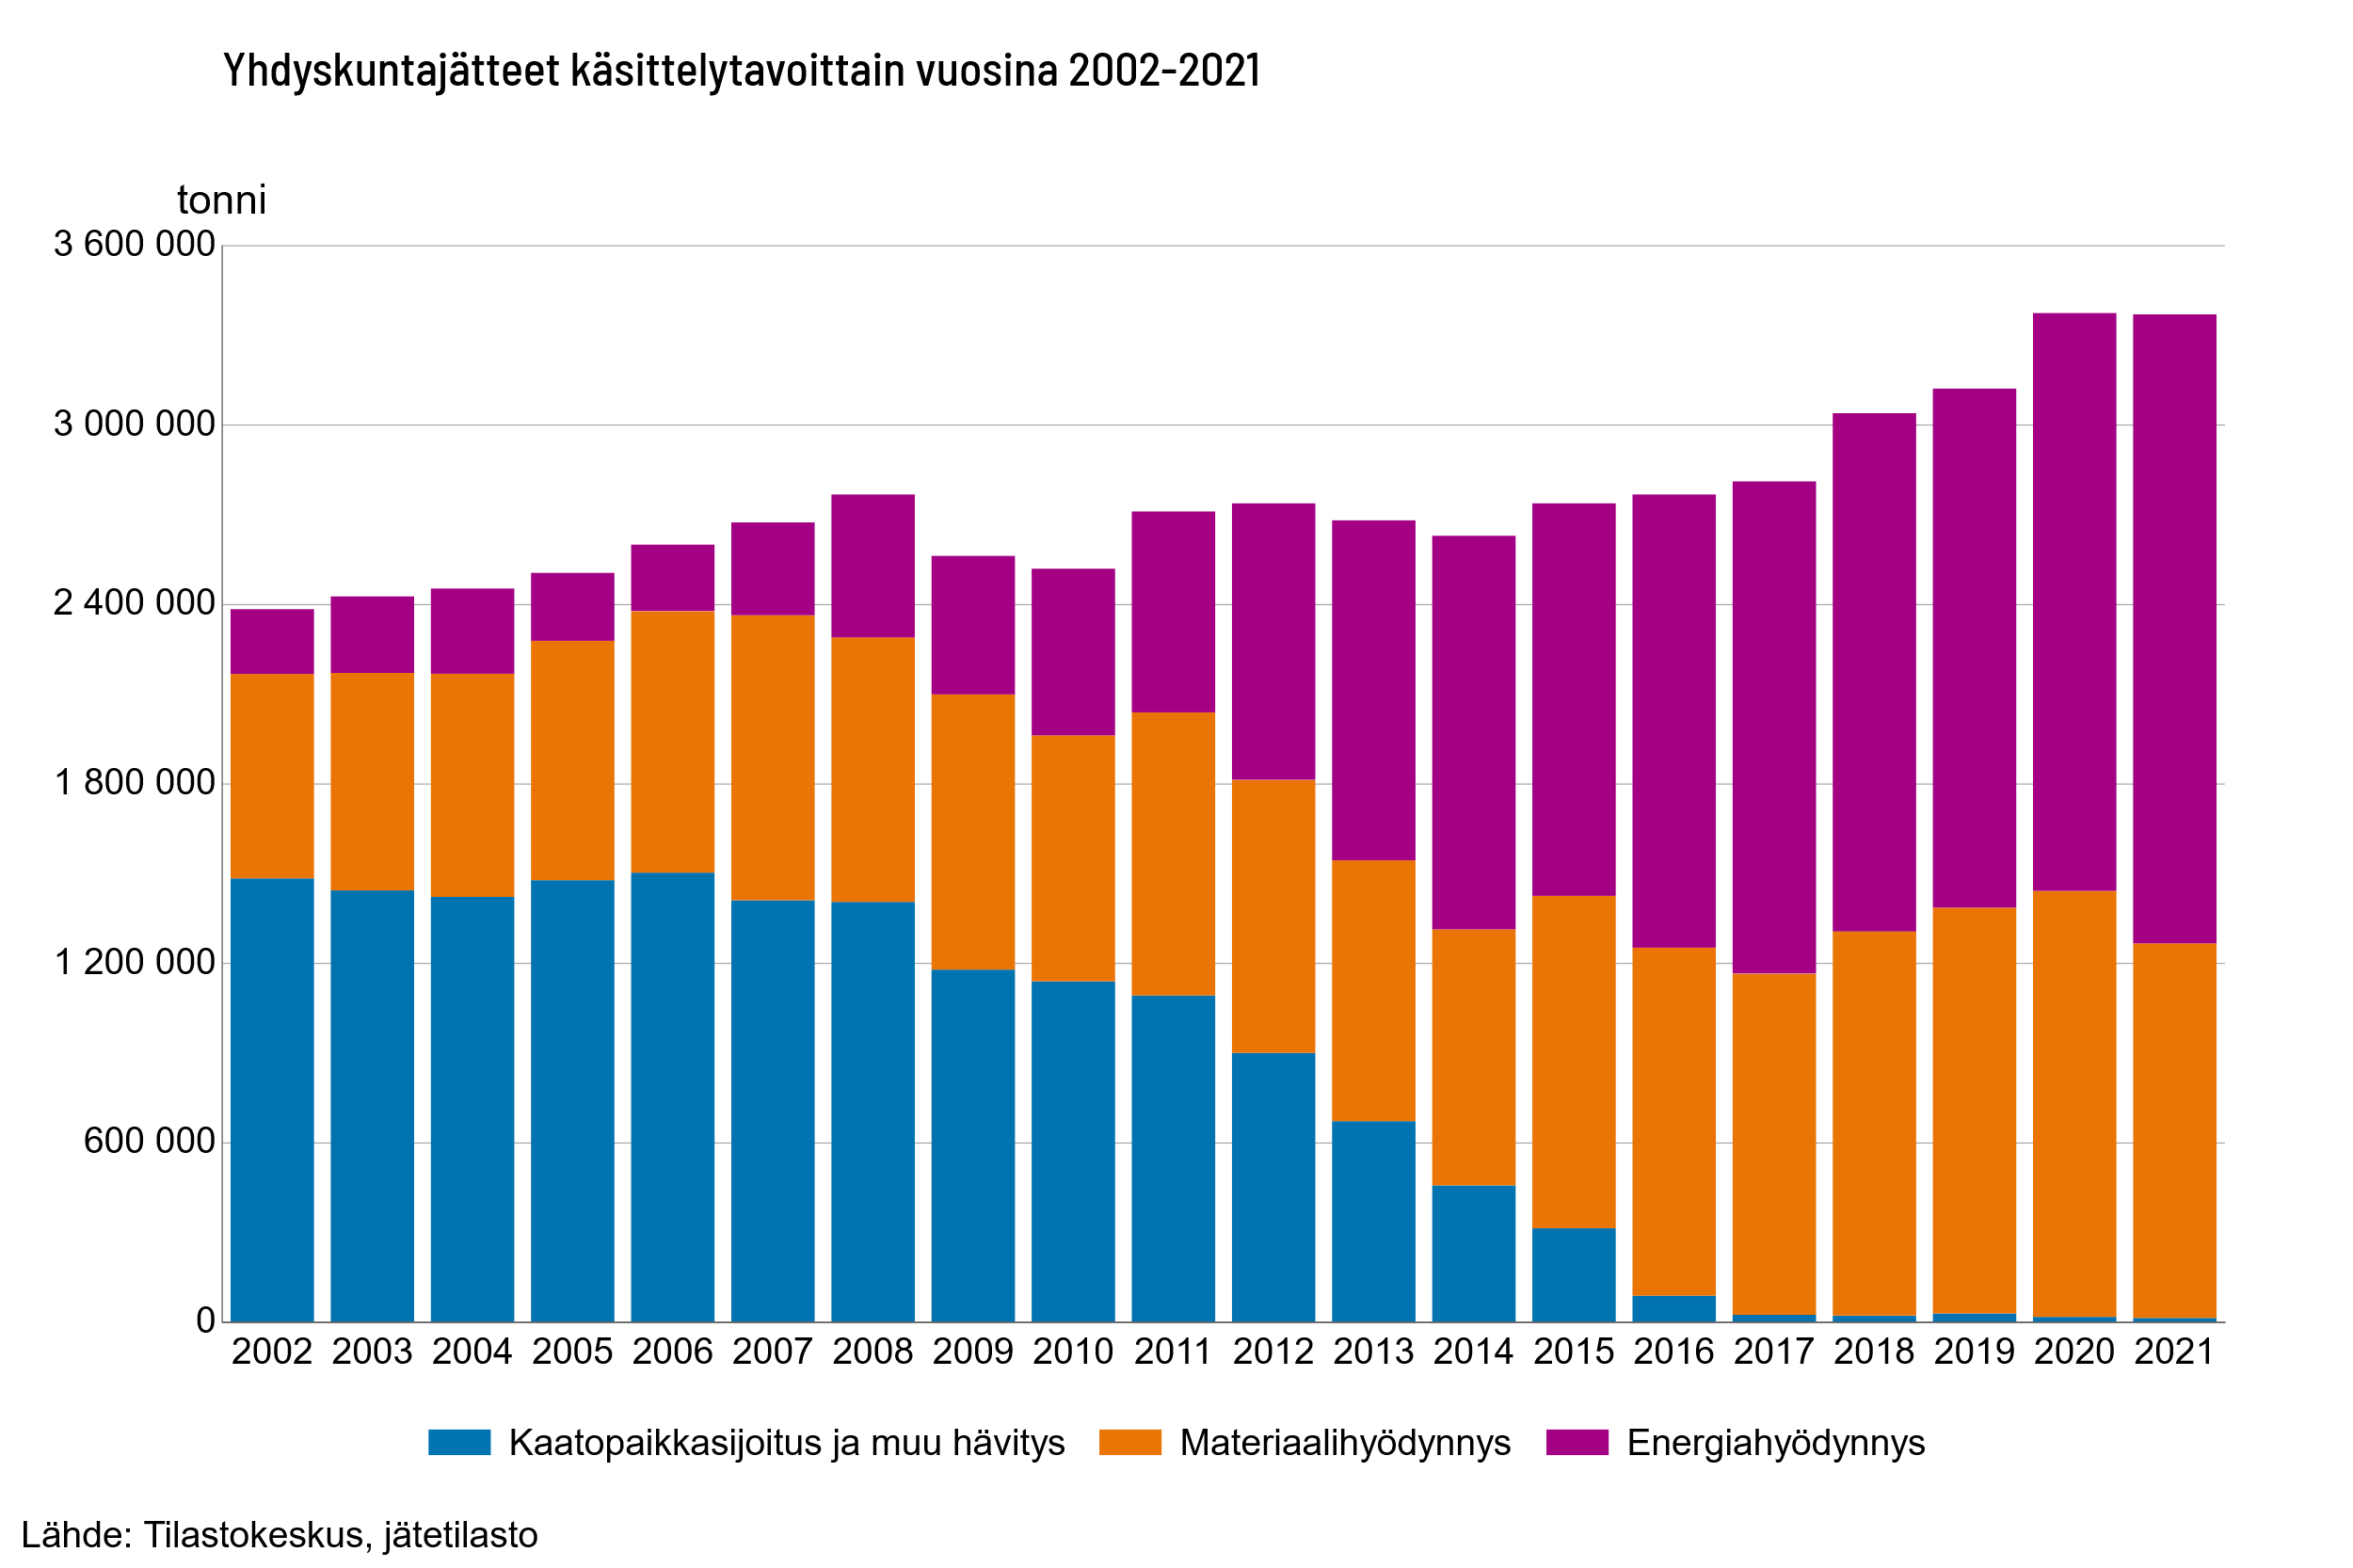 Yhdyskuntajätteet käsittelytavoittain vuosina 2002-2021
tonni
3 600 000
3 000 000
2 400 000
1 800 000
1 200 000
600 000
0
2002 2003 2004 2005 2006 2007 2008 2009 2010 2011 2012 2013 2014 2015 2016 2017 2018 2019 2020 2021
Kaatopaikkasijoitus ja muu hävitys Materiaalihyödynnys Energiahyödynnys
Lähde: Tilastokeskus, jätetilasto